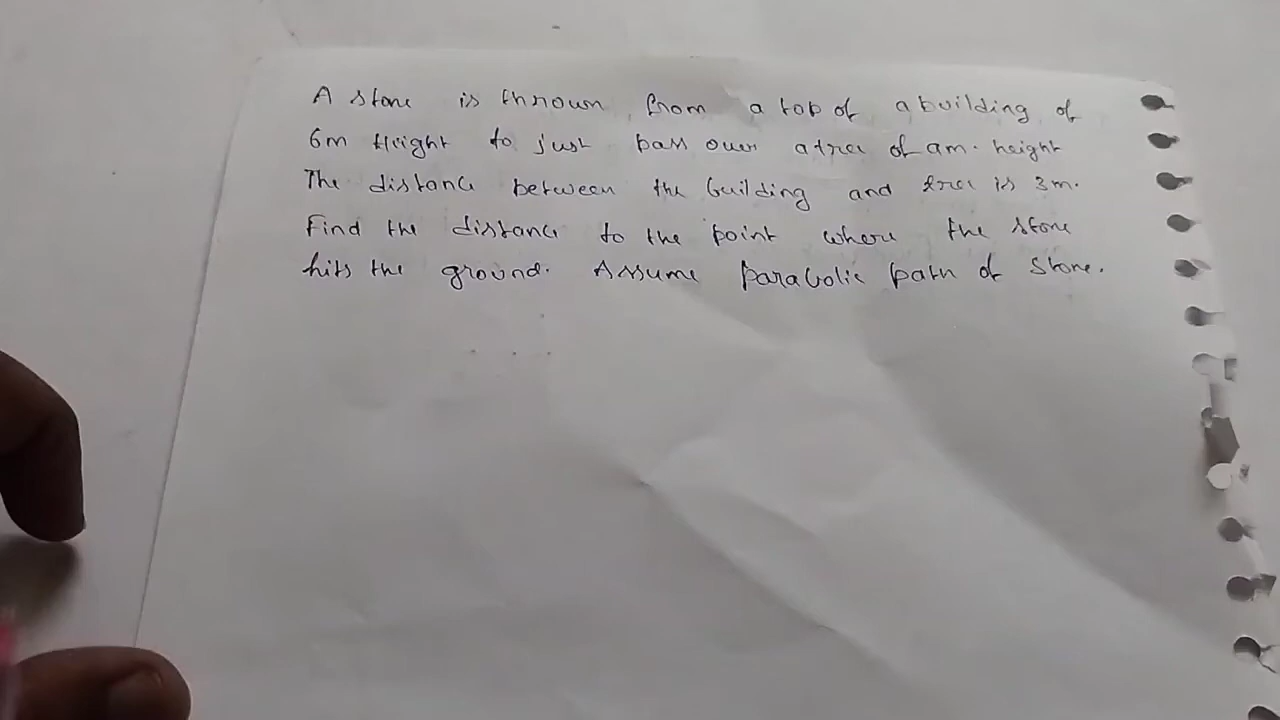 A stone is thrown from a top of a building of
6m Height to just pass over a tree of 9m. height
The distance between the building and tree is 3m.
Find the distance to the point where the stone
hits the ground. Assume parabolic path of stone.